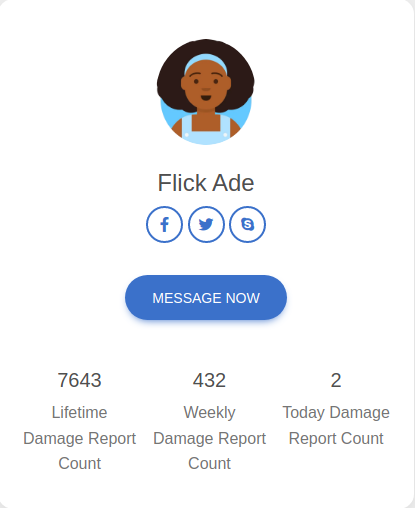 Flick Ade
MESSAGE NOW
7643
432
2
Lifetime
Damage Report
Count
Weekly
Damage Report
Count
Today Damage
Report Count